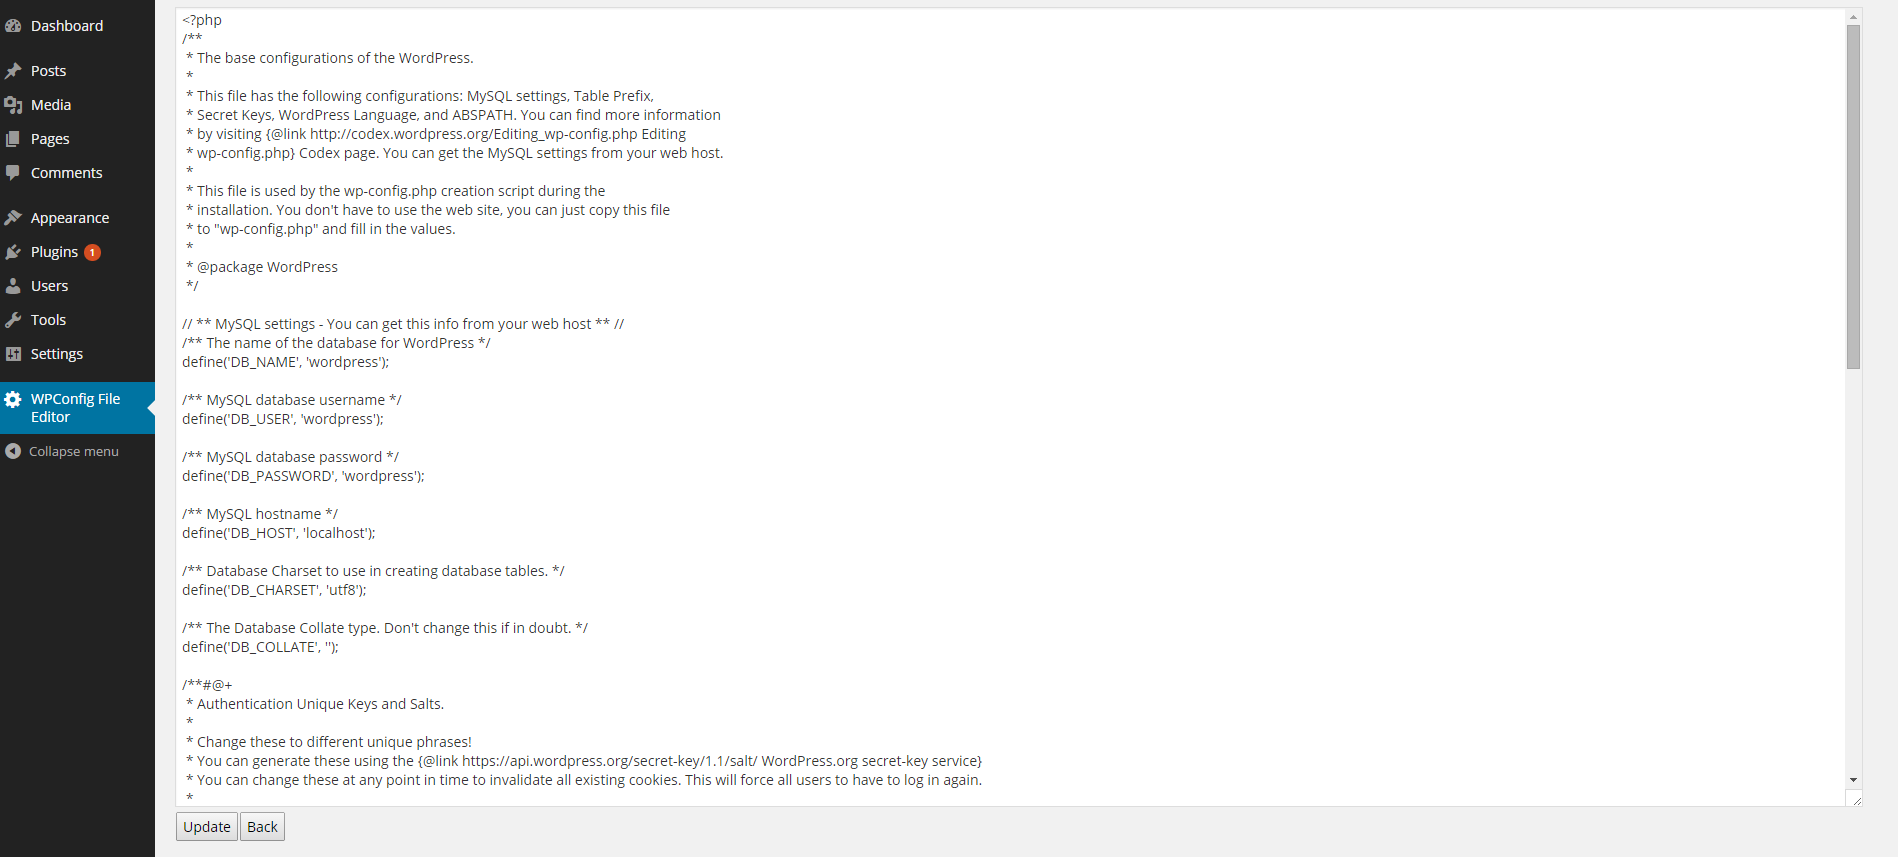 Dashboard
Posts
Media
Pages
Comments
Appearance
Plugins 1
Users
Tools
Settings
WPConfig File
Editor
Collapse menu
<?php
/**
 * The base configurations of the WordPress.
 *
 * This file has the following configurations: MySQL settings, Table Prefix,
 * Secret Keys, WordPress Language, and ABSPATH. You can find more information
 * by visiting {@link http://codex.wordpress.org/Editing_wp-config.php Editing
 * wp-config.php} Codex page. You can get the MySQL settings from your web host.
 *
 * This file is used by the wp-config.php creation script during the
 * installation. You don't have to use the web site, you can just copy this file
 * to "wp-config.php" and fill in the values.
 *
 * @package WordPress
 */
// ** MySQL settings - You can get this info from your web host ** //
/** The name of the database for WordPress */
define('DB_NAME', 'wordpress');
/** MySQL database username */
define('DB_USER', 'wordpress');
/** MySQL database password */
define('DB_PASSWORD', 'wordpress');
/** MySQL hostname */
define('DB_HOST', 'localhost');
/** Database Charset to use in creating database tables. */
define('DB_CHARSET', 'utf8');
/** The Database Collate type. Don't change this if in doubt. */
define('DB_COLLATE', '');
/**#@+
 * Authentication Unique Keys and Salts.
 *
 * Change these to different unique phrases!
 * You can generate these using the {@link https://api.wordpress.org/secret-key/1.1/salt/ WordPress.org secret-key service}
 * You can change these at any point in time to invalidate all existing cookies. This will force all users to have to log in again.
 *
Update Back